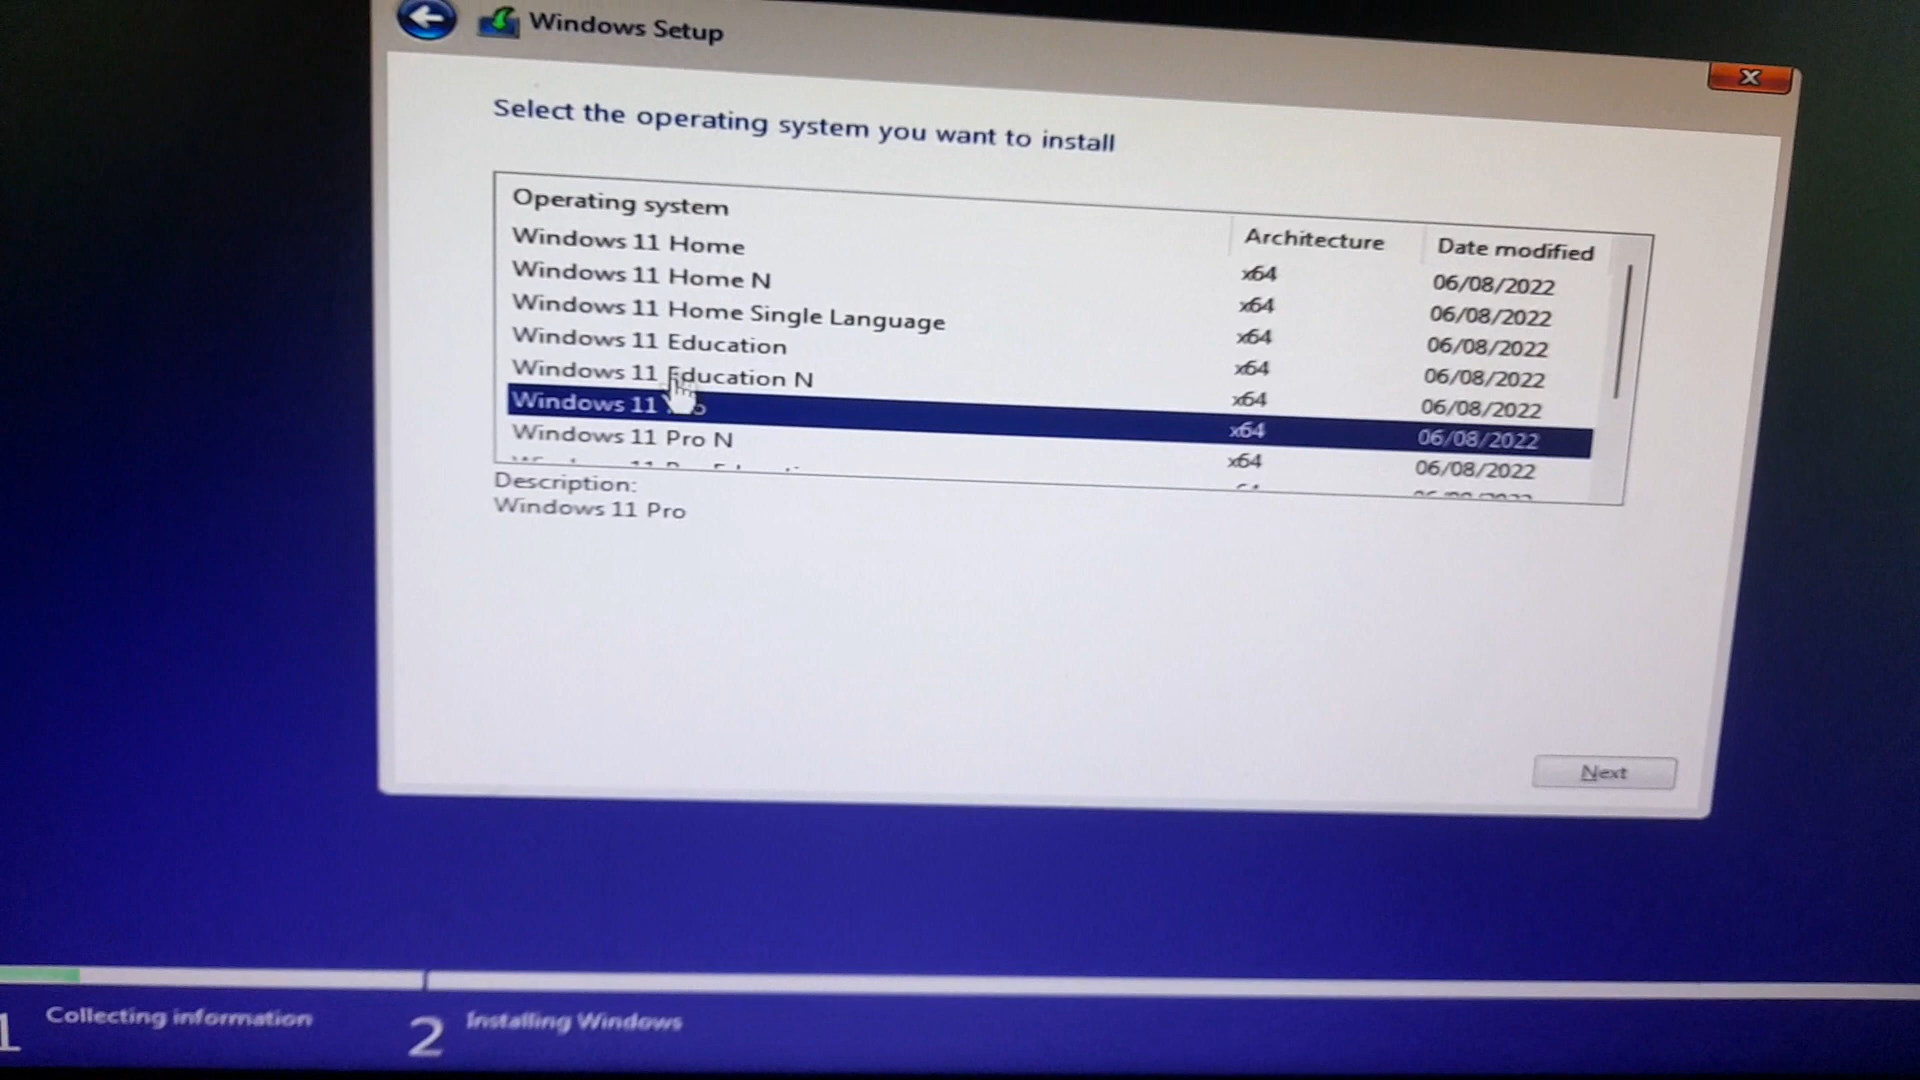 Windows Setup
Select the operating system you want to install
Operating system Architecture Date modified
Windows 11 Home x64 06/08/2022
Windows 11 Home N x64 06/08/2022
Windows 11 Home Single Language x64 06/08/2022
Windows 11 Education x64 06/08/2022
Windows 11 Education N x64 06/08/2022
Windows 11 x64 06/08/2022
Windows 11 Pro N x64 06/08/2022
Description:
Windows 11 Pro
Next
1 Collecting information 2 Installing Windows